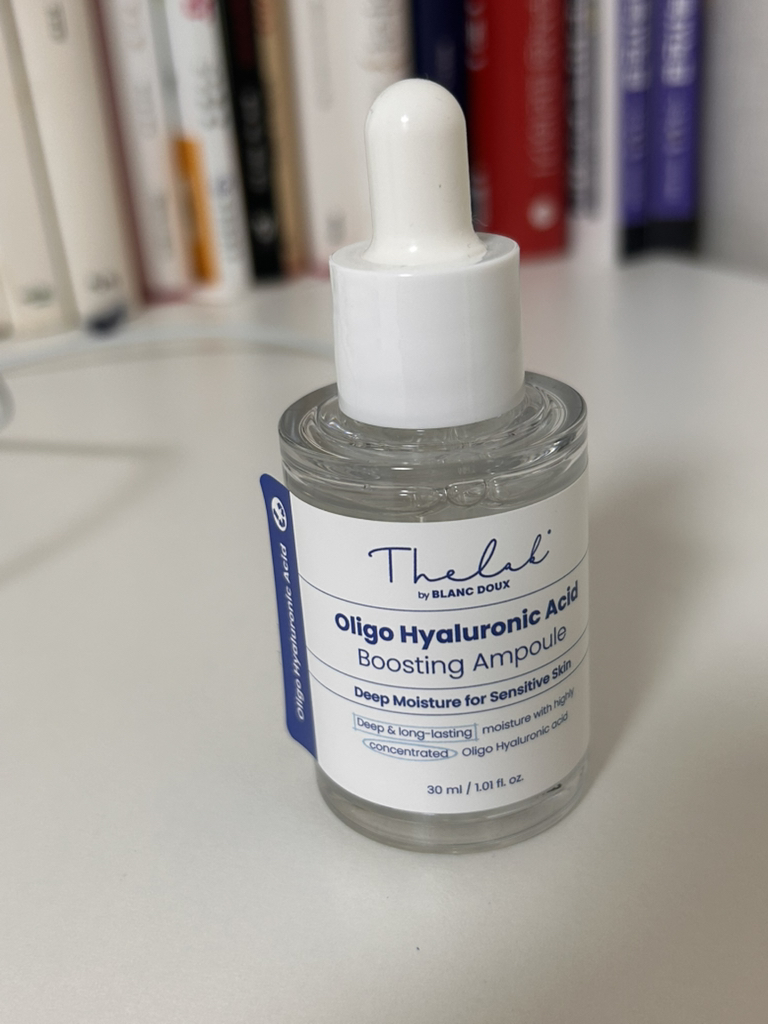 Thelab
by BLANC DOUX
Oligo Hyaluronic Acid
Boosting Ampoule
Deep Moisture for Sensitive Skin
Deep & long-lasting moisture with highly
concentrated Oligo Hyaluronic acid
30 ml / 1.01 fl. oz.
Oligo Hyaluronic Acid